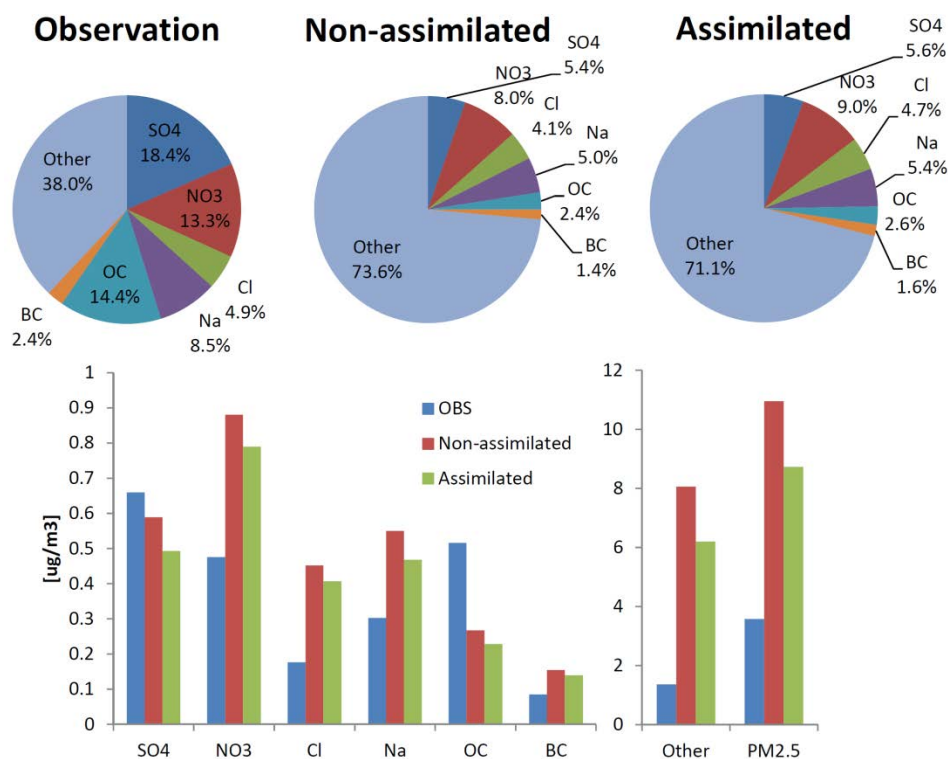 Observation
Non-assimilated
Assimilated
SO4
18.4%
NO3
13.3%
Cl
4.9%
Na
8.5%
OC
14.4%
BC
2.4%
Other
38.0%
SO4
5.4%
NO3
8.0%
Cl
4.1%
Na
5.0%
OC
2.4%
BC
1.4%
Other
73.6%
SO4
5.6%
NO3
9.0%
Cl
4.7%
Na
5.4%
OC
2.6%
BC
1.6%
Other
71.1%
[ug/m3]
1
0.9
0.8
0.7
0.6
0.5
0.4
0.3
0.2
0.1
0
SO4 NO3 Cl Na OC BC
OBS
Non-assimilated
Assimilated
12
10
8
6
4
2
0
Other PM2.5